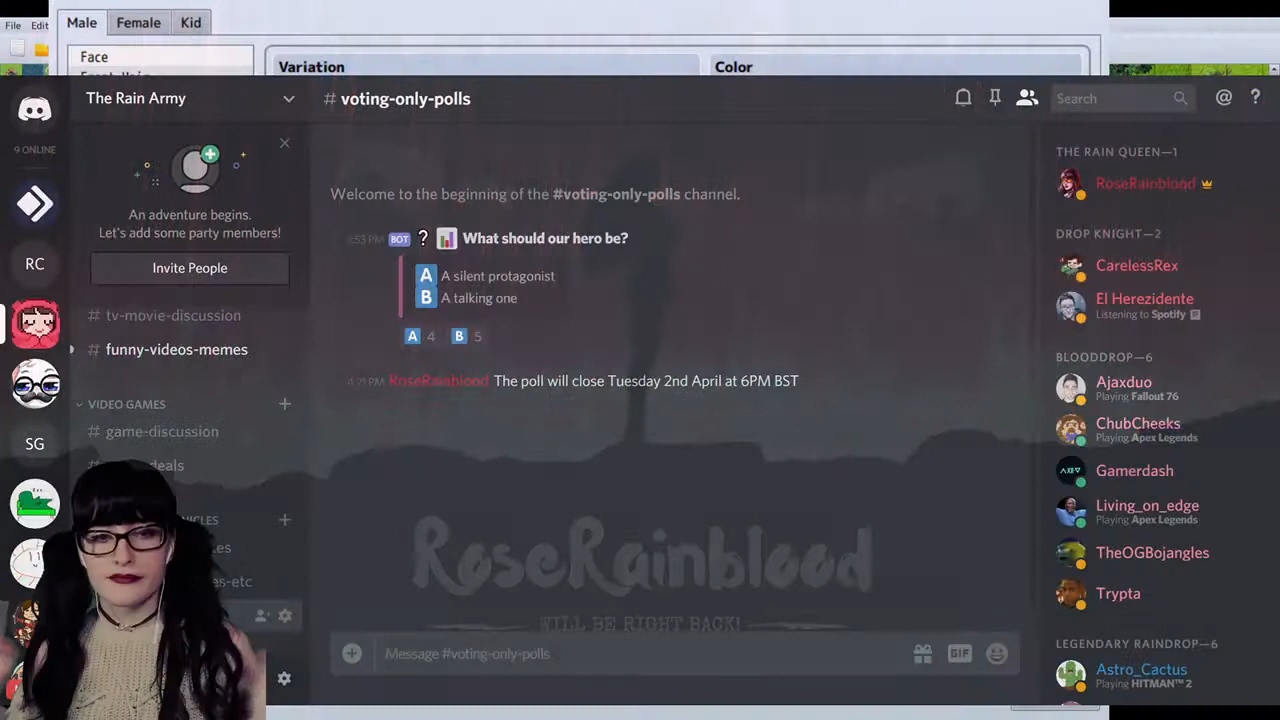 File Edit
Male Female Kid
Face
Variation
Color
The Rain Army
# voting-only-polls
Search
@ ?
9 ONLINE
An adventure begins.
Let's add some party members!
Invite People
# tv-movie-discussion
# funny-videos-memes
VIDEO GAMES +
# game-discussion
RC
SG
Welcome to the beginning of the #voting-only-polls channel.
BOT ? What should our hero be?
A A silent protagonist
B A talking one
A 4 B 5
4:21 PM RoseRainblood The poll will close Tuesday 2nd April at 6PM BST
RoseRainblood
WILL BE RIGHT BACK!
Message #voting-only-polls
GIF
THE RAIN QUEEN—1
RoseRainblood
DROP KNIGHT—2
CarelessRex
El Herezidente
Listening to Spotify
BLOODDROP—6
Ajaxduo
Playing Fallout 76
ChubCheeks
Playing Apex Legends
Gamerdash
Living_on_edge
Playing Apex Legends
TheOGBojangles
Trypta
LEGENDARY RAINDROP—6
Astro_Cactus
Playing HITMAN™ 2